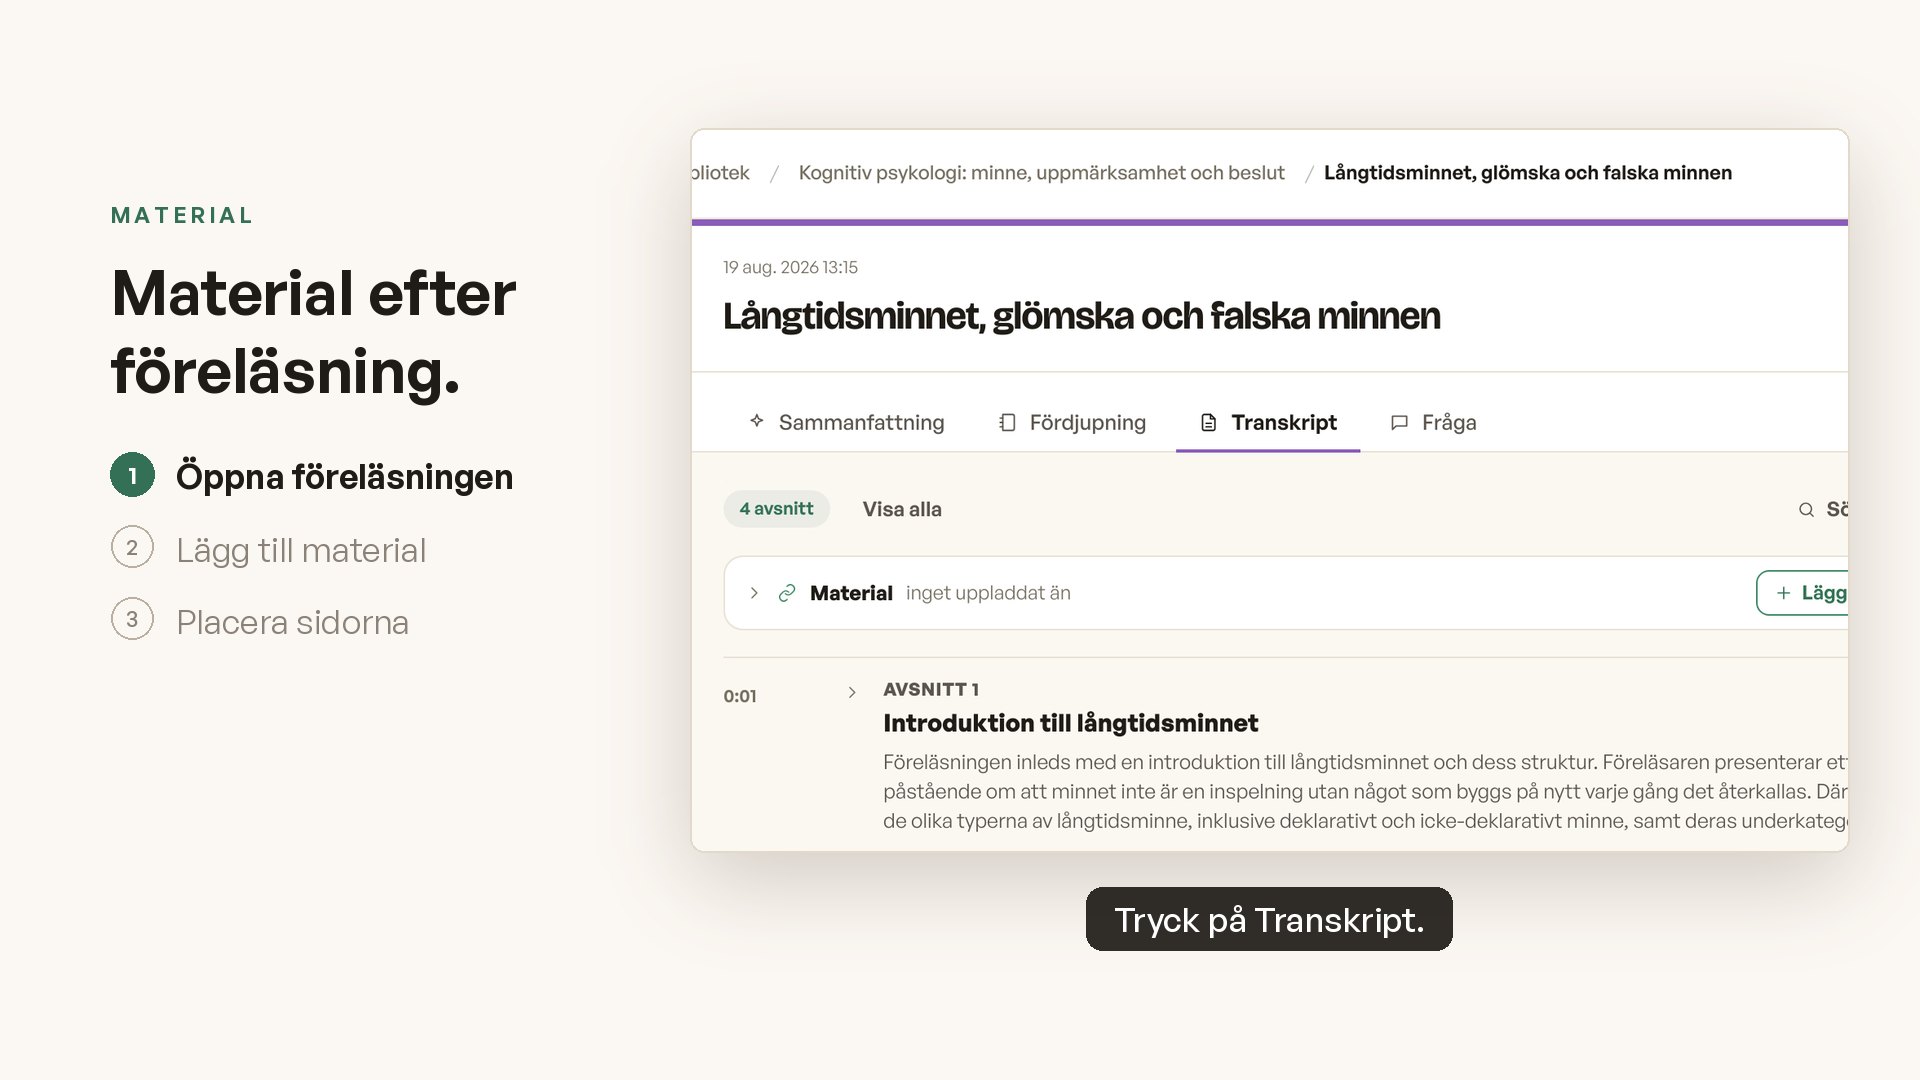 MATERIAL
Material efter
föreläsning.
1 Öppna föreläsningen
2 Lägg till material
3 Placera sidorna
/ Kognitiv psykologi: minne, uppmärksamhet och beslut / Långtidsminnet, glömska och falska minnen
19 aug. 2026 13:15
Långtidsminnet, glömska och falska minnen
Sammanfattning Fördjupning Transkript Fråga
4 avsnitt Visa alla
Material inget uppladdat än + Lägg
0:01
AVSNITT 1
Introduktion till långtidsminnet
Föreläsningen inleds med en introduktion till långtidsminnet och dess struktur. Föreläsaren presenterar
påstående om att minnet inte är en inspelning utan något som byggs på nytt varje gång det återkallas. Där
de olika typerna av långtidsminne, inklusive deklarativt och icke-deklarativt minne, samt deras
Tryck på Transkript.